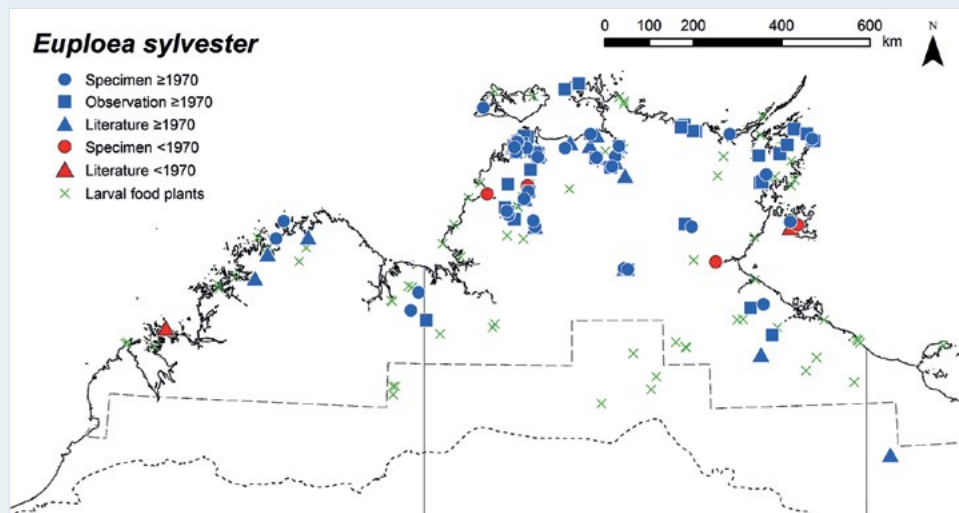 Euploea sylvester
Specimen ≥1970
Observation ≥1970
Literature ≥1970
Specimen <1970
Literature <1970
Larval food plants
0 100 200 400 600
km
N